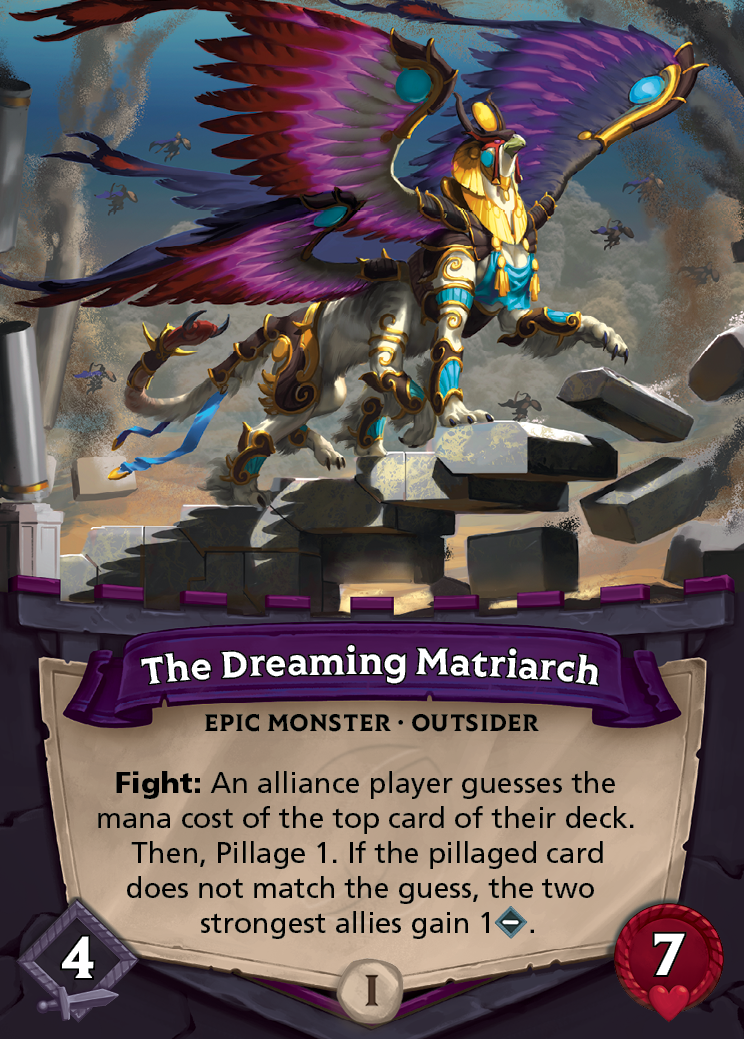 The Dreaming Matriarch
EPIC MONSTER · OUTSIDER
Fight: An alliance player guesses the
mana cost of the top card of their deck.
Then, Pillage 1. If the pillaged card
does not match the guess, the two
strongest allies gain 1.
4
7
I